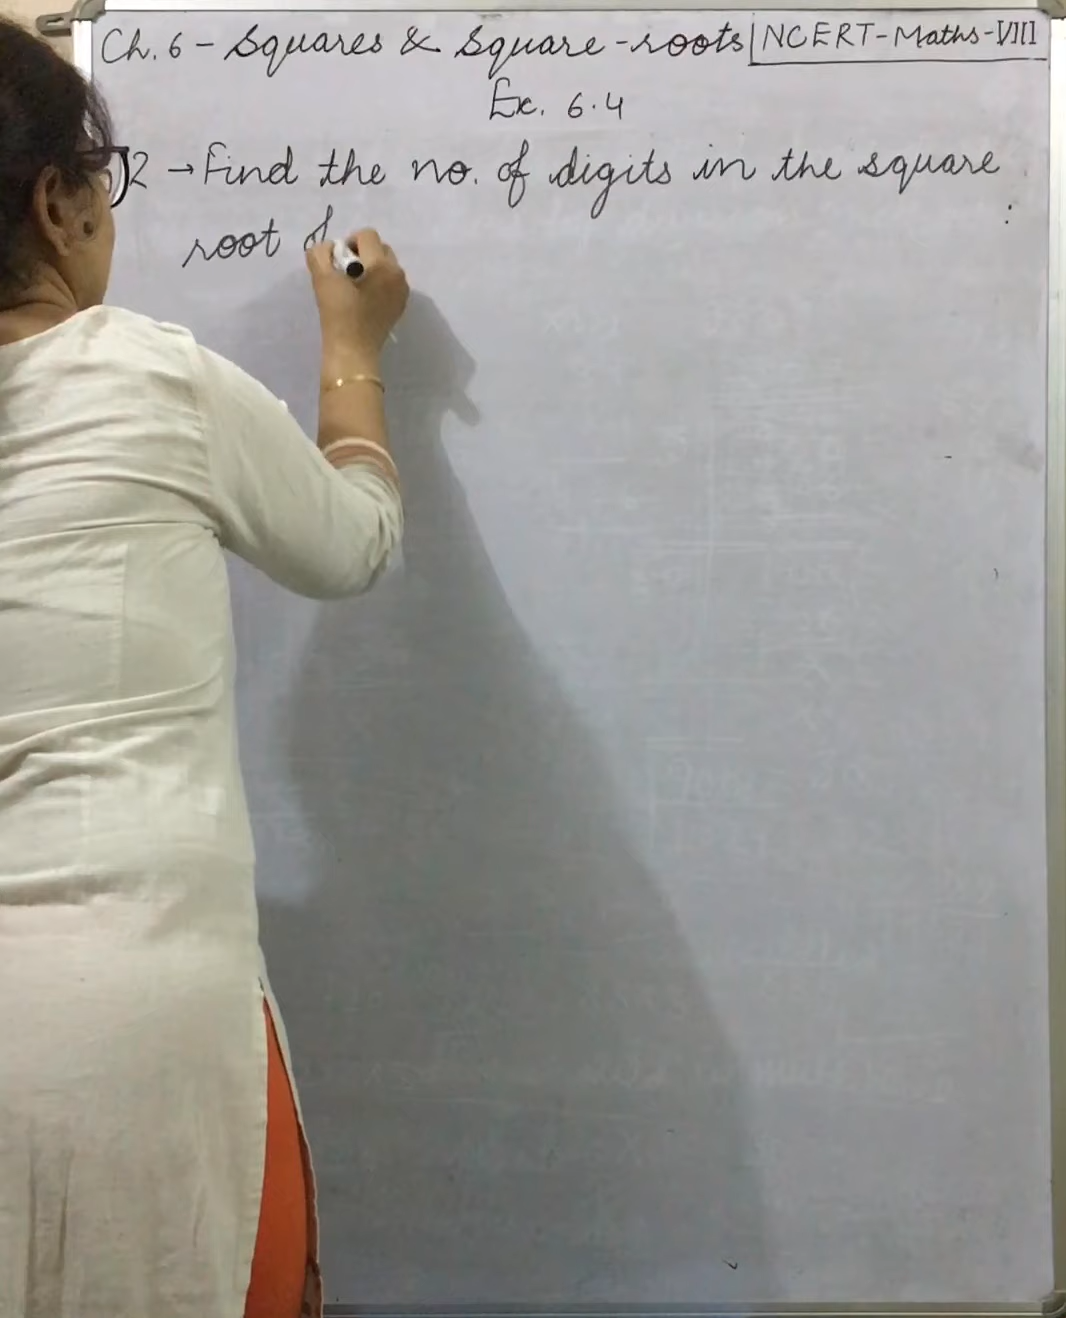 Ch. 6 - Squares & Square-roots NCERT-Maths-VIII
Ex. 6.4
2 → Find the no. of digits in the square
root of